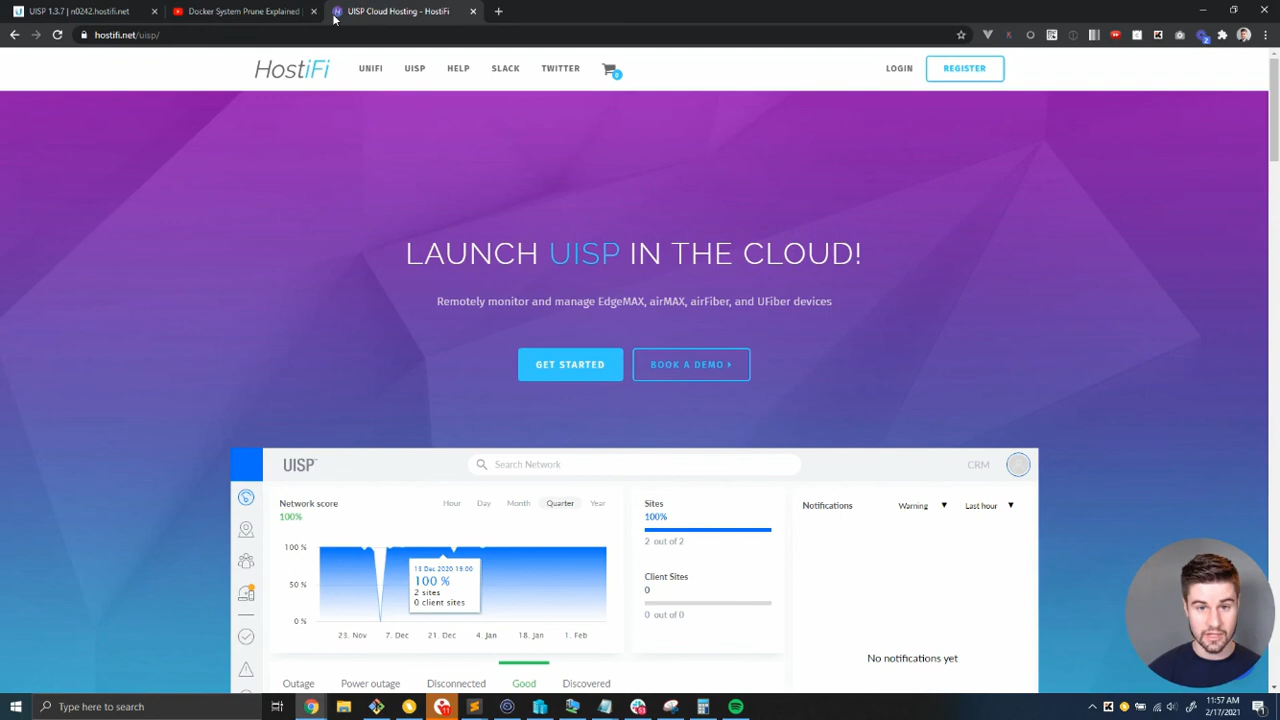 UISP 1.3.7 | n0242.hostifi.net
Docker System Prune Explained
UISP Cloud Hosting - HostiFi
hostifi.net/uisp/
HostiFi
UNIFI
UISP
HELP
SLACK
TWITTER
0
LOGIN
REGISTER
LAUNCH UISP IN THE CLOUD!
Remotely monitor and manage EdgeMAX, airMAX, airFiber, and UFiber devices
GET STARTED
BOOK A DEMO
UISP
Search Network
CRM
Network score
100%
Hour
Day
Month
Quarter
Year
100 %
50 %
0 %
13 Dec 2020 19:00
100 %
2 sites
0 client sites
23. Nov
7. Dec
21. Dec
4. Jan
18. Jan
1. Feb
Sites
100%
2 out of 2
Client Sites
0
0 out of 0
Notifications
Warning
Last hour
No notifications yet
Outage
Power outage
Disconnected
Good
Discovered
Type here to search
11:57 AM
2/17/2021